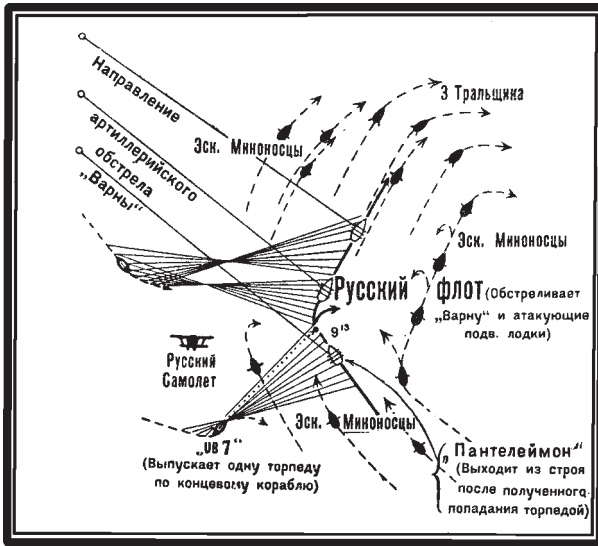 Направление
артиллерийского
обстрела
„Варны“
3 Тральщика
Эск. Миноносцы
Эск. Миноносцы
Русский флот (Обстреливает
„Варну“ и атакующие
подв. лодки)
9¹³
Русский
Самолет
Эск. Миноносцы
„UB 7“
(Выпускает одну торпеду
по концевому кораблю)
„Пантелеймон“
(Выходит из строя
после полученного
попадания торпедой)